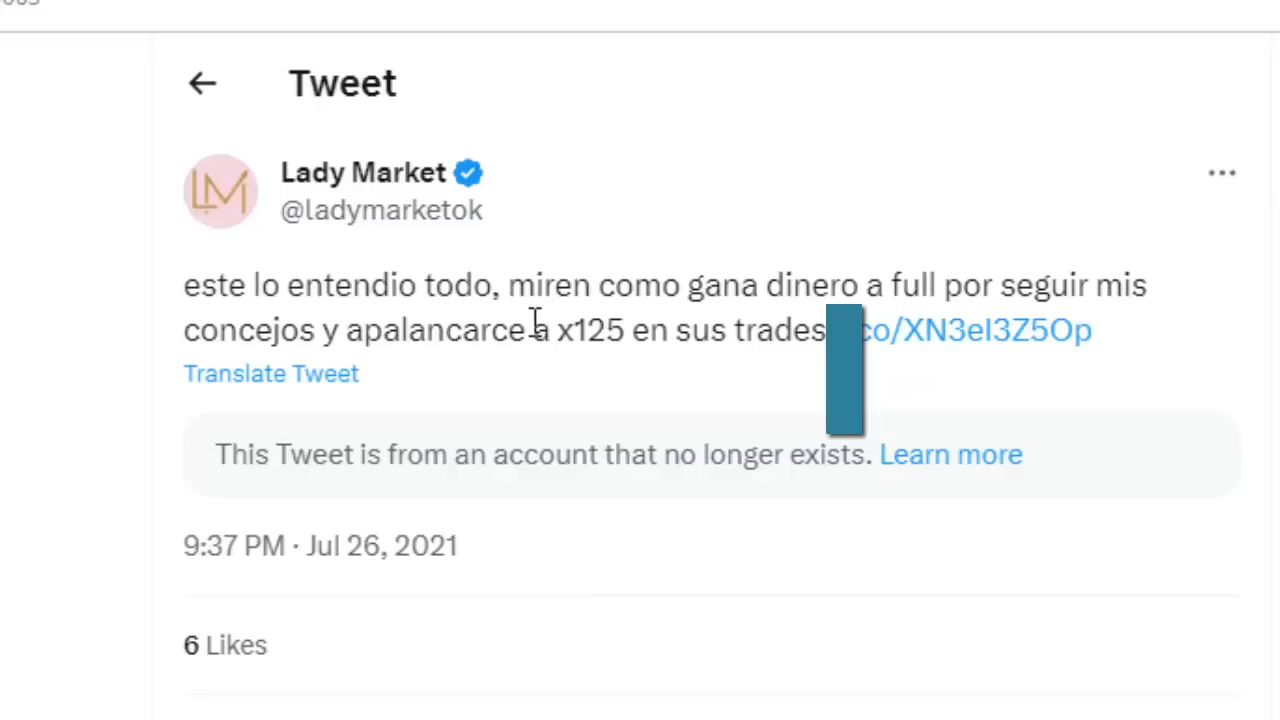 Tweet
Lady Market
@ladymarketok
este lo entendio todo, miren como gana dinero a full por seguir mis
concejos y apalancarce a x125 en sus trades co/XN3eI3Z5Op
Translate Tweet
This Tweet is from an account that no longer exists. Learn more
9:37 PM · Jul 26, 2021
6 Likes